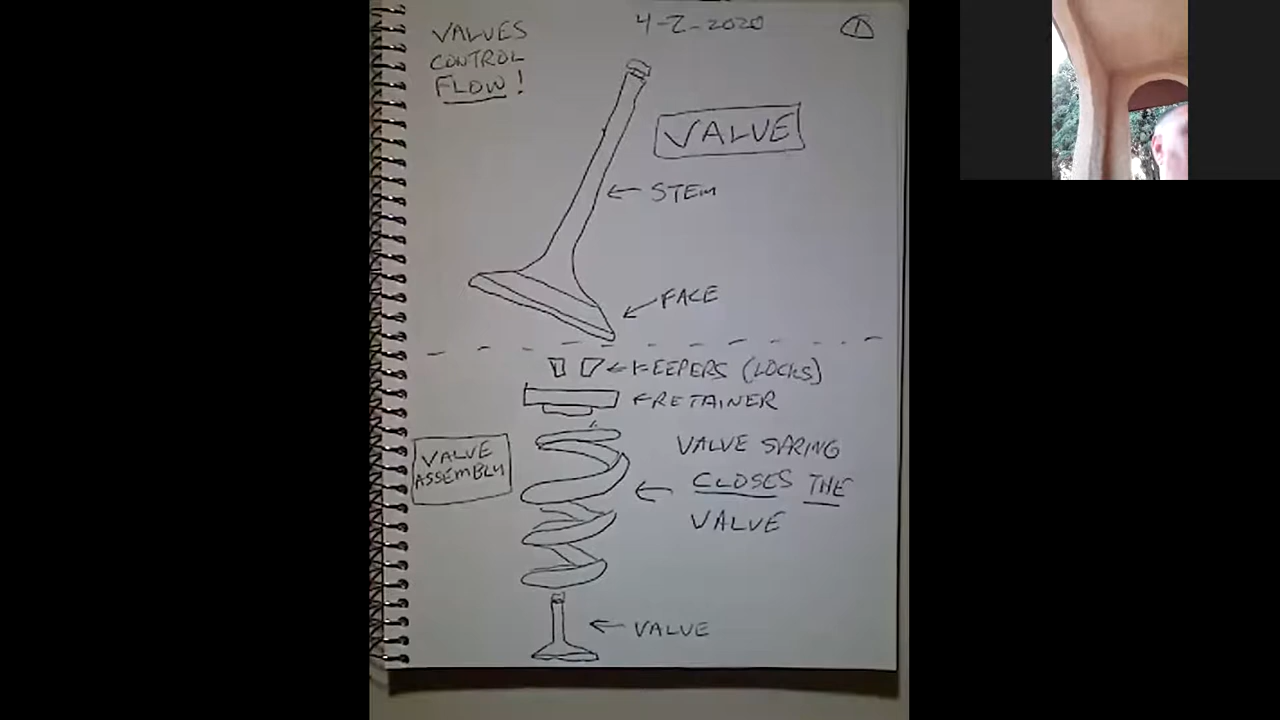 VALVES
CONTROL
FLOW!
4-2-2020
1
VALVE
STEM
FACE
KEEPERS (LOCKS)
RETAINER
VALVE
ASSEMBLY
VALVE SPRING
CLOSES THE
VALVE
VALVE